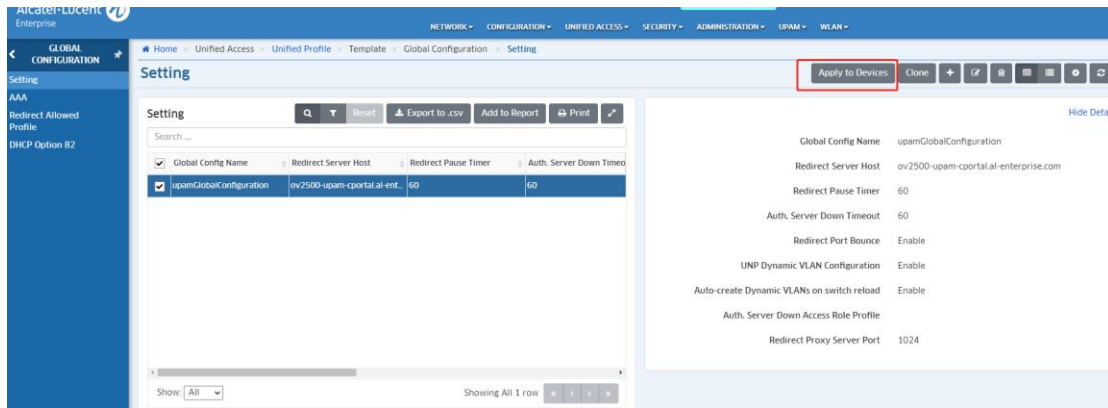 Alcatel-Lucent
Enterprise
NETWORK CONFIGURATION UNIFIED ACCESS SECURITY ADMINISTRATION UPAM WLAN
GLOBAL CONFIGURATION
Home > Unified Access > Unified Profile > Template > Global Configuration > Setting
Setting
AAA
Redirect Allowed
Profile
DHCP Option 82
Setting
Apply to Devices Clone
Setting
Reset Export to .csv Add to Report Print
Search ...
Global Config Name Redirect Server Host Redirect Pause Timer Auth. Server Down Timeo
upamGlobalConfiguration ov2500-upam-cportal.al-ent... 60 60
Show: All Showing All 1 row
Hide Deta
Global Config Name upamGlobalConfiguration
Redirect Server Host ov2500-upam-cportal.al-enterprise.com
Redirect Pause Timer 60
Auth. Server Down Timeout 60
Redirect Port Bounce Enable
UNP Dynamic VLAN Configuration Enable
Auto-create Dynamic VLANs on switch reload Enable
Auth. Server Down Access Role Profile
Redirect Proxy Server Port 1024